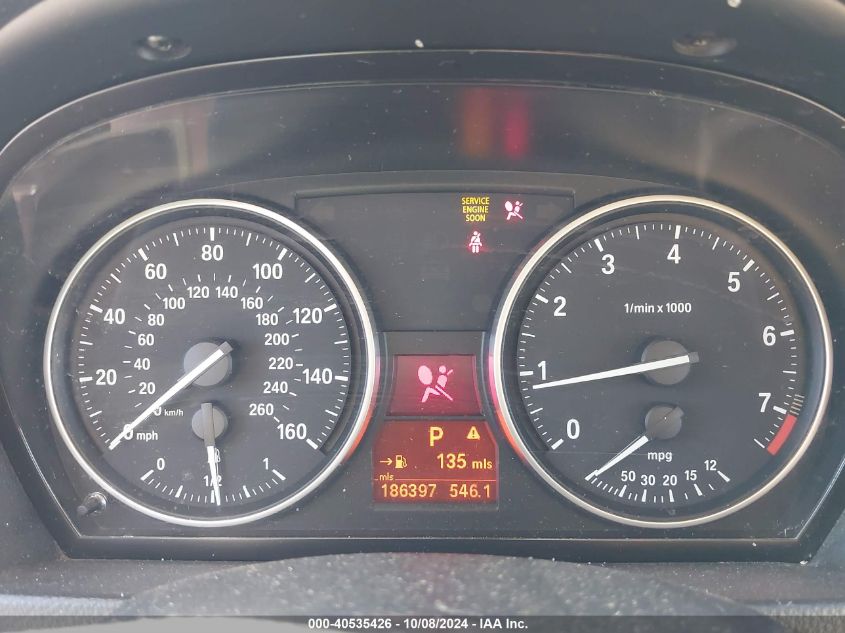 SERVICE
ENGINE
SOON
20 40 60 80 100 120 140 160
20 40 60 80 100 120 140 160 180 200 220 240 260
0 km/h
0 mph
0 1/2 1
0 1 2 3 4 5 6 7
1/min x 1000
mpg
50 30 20 15 12
P
135 mls
mls
186397 546.1
000-40535426 - 10/08/2024 - IAA Inc.